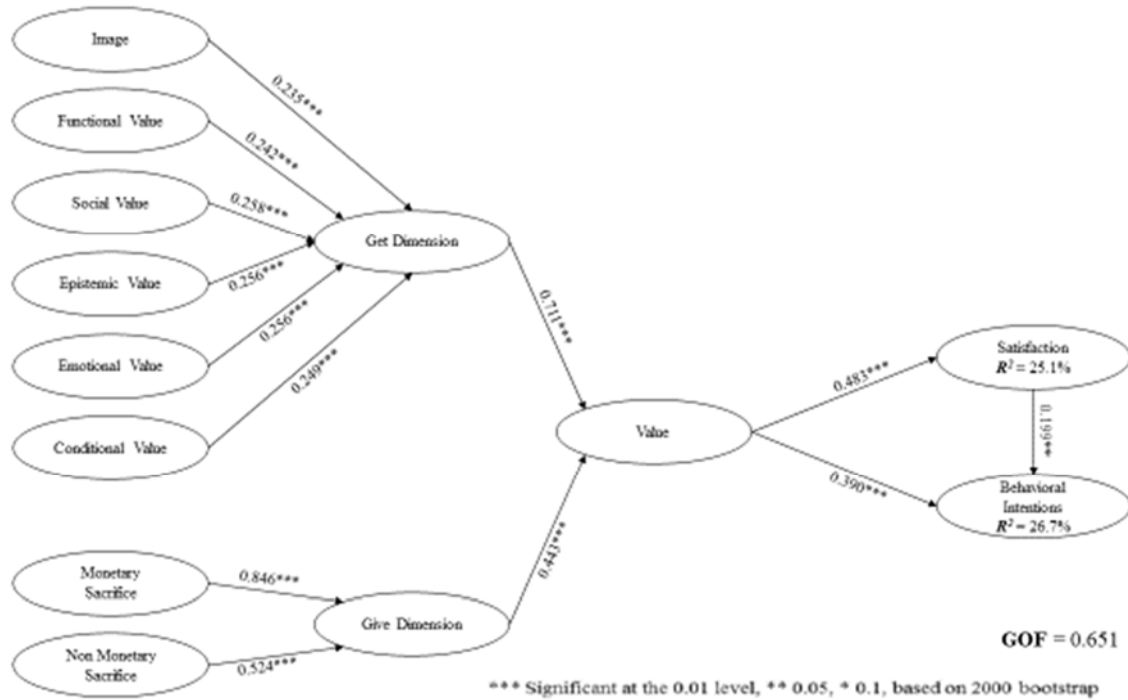 Image
0.235***
Functional Value
0.242***
Social Value
0.258***
Get Dimension
Epistemic Value
0.256***
Emotional Value
0.256***
Conditional Value
0.249***
0.711***
Value
0.483***
Satisfaction
R² = 25.1%
0.199**
0.390***
Behavioral
Intentions
R² = 26.7%
0.443***
Monetary
Sacrifice
0.846***
Give Dimension
Non Monetary
Sacrifice
0.524***
GOF = 0.651
*** Significant at the 0.01 level, ** 0.05, * 0.1, based on 2000 bootstrap